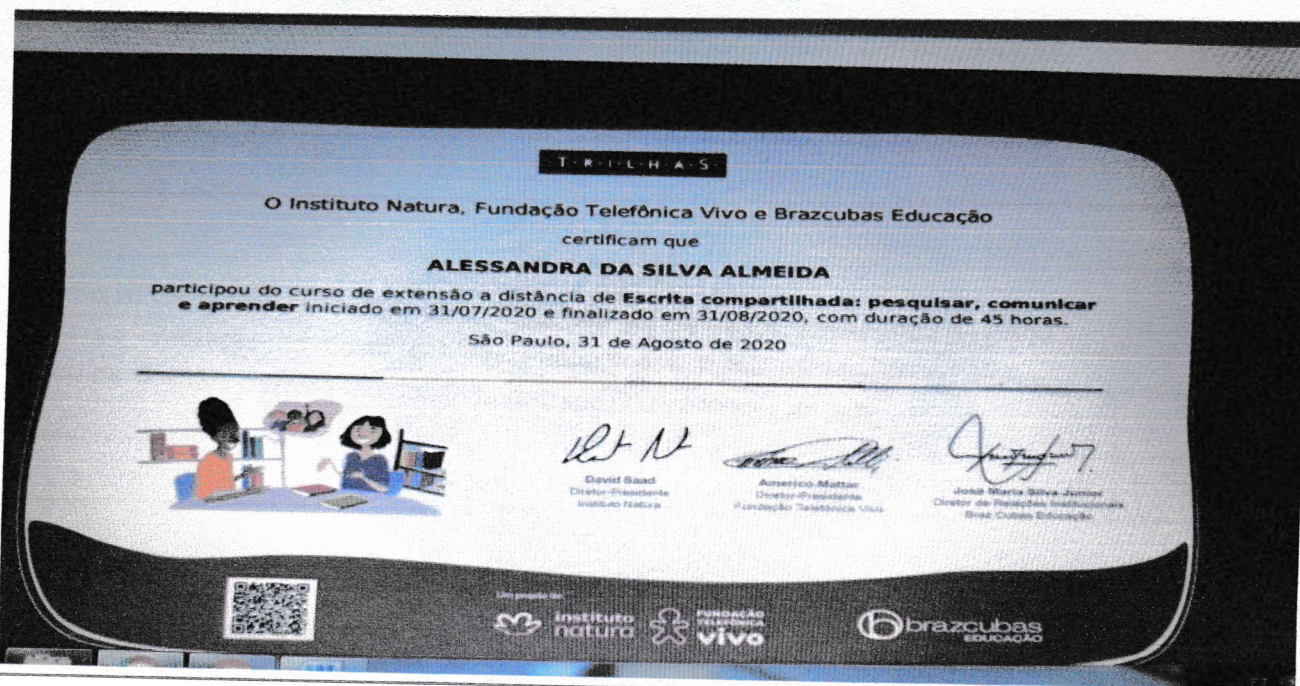 T·R·I·L·H·A·S·
O Instituto Natura, Fundação Telefônica Vivo e Brazcubas Educação
certificam que
ALESSANDRA DA SILVA ALMEIDA
participou do curso de extensão a distância de Escrita compartilhada: pesquisar, comunicar
e aprender iniciado em 31/07/2020 e finalizado em 31/08/2020, com duração de 45 horas.
São Paulo, 31 de Agosto de 2020
David Saad
Diretor-Presidente
Instituto Natura
Americo Mattar
Diretor-Presidente
Fundação Telefônica Vivo
José Maria Silva Junior
Diretor de Relações Institucionais
Braz Cubas Educação
Um projeto de:
instituto
natura
FUNDAÇÃO
TELEFÔNICA
vivo
brazcubas
EDUCAÇÃO